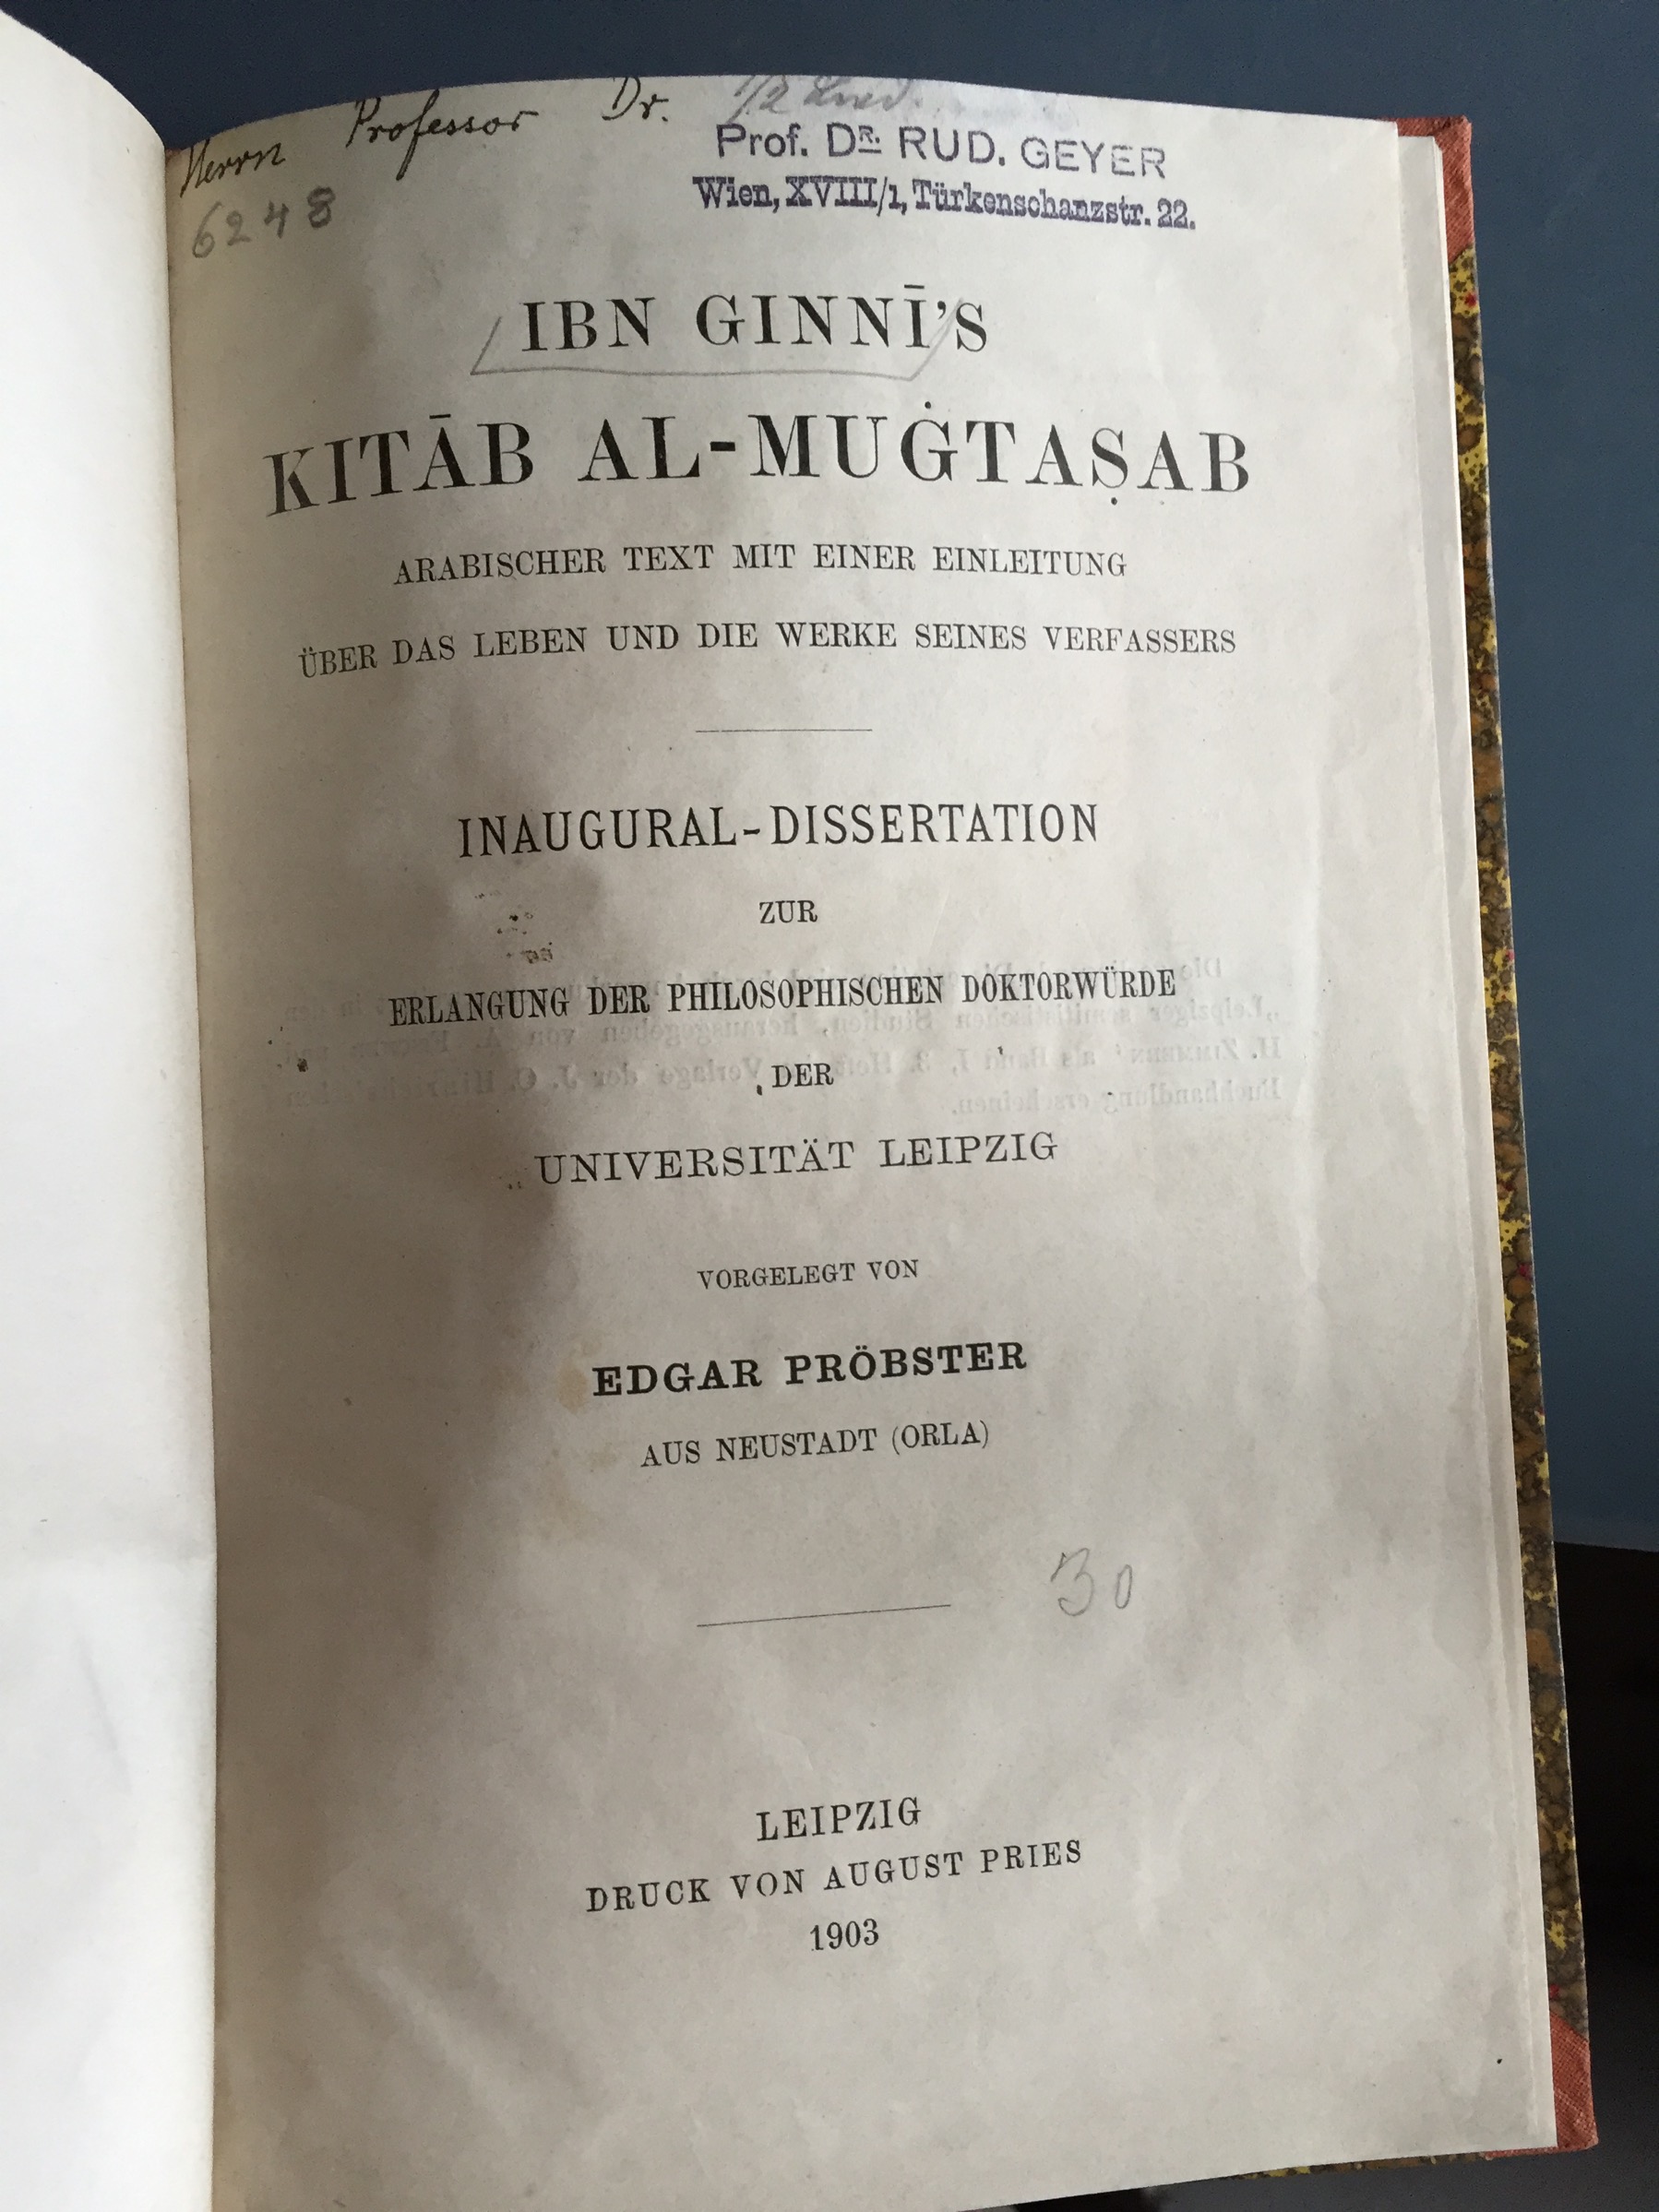 Herrn Professor Dr.
Prof. DR. RUD. GEYER
Wien, XVIII/1, Türkenschanzstr. 22.
6248
IBN GINNĪ'S
KITĀB AL-MUĠTAṢAB
ARABISCHER TEXT MIT EINER EINLEITUNG
ÜBER DAS LEBEN UND DIE WERKE SEINES VERFASSERS
INAUGURAL-DISSERTATION
ZUR
ERLANGUNG DER PHILOSOPHISCHEN DOKTORWÜRDE
DER
UNIVERSITÄT LEIPZIG
VORGELEGT VON
EDGAR PRÖBSTER
AUS NEUSTADT (ORLA)
30
LEIPZIG
DRUCK VON AUGUST PRIES
1903